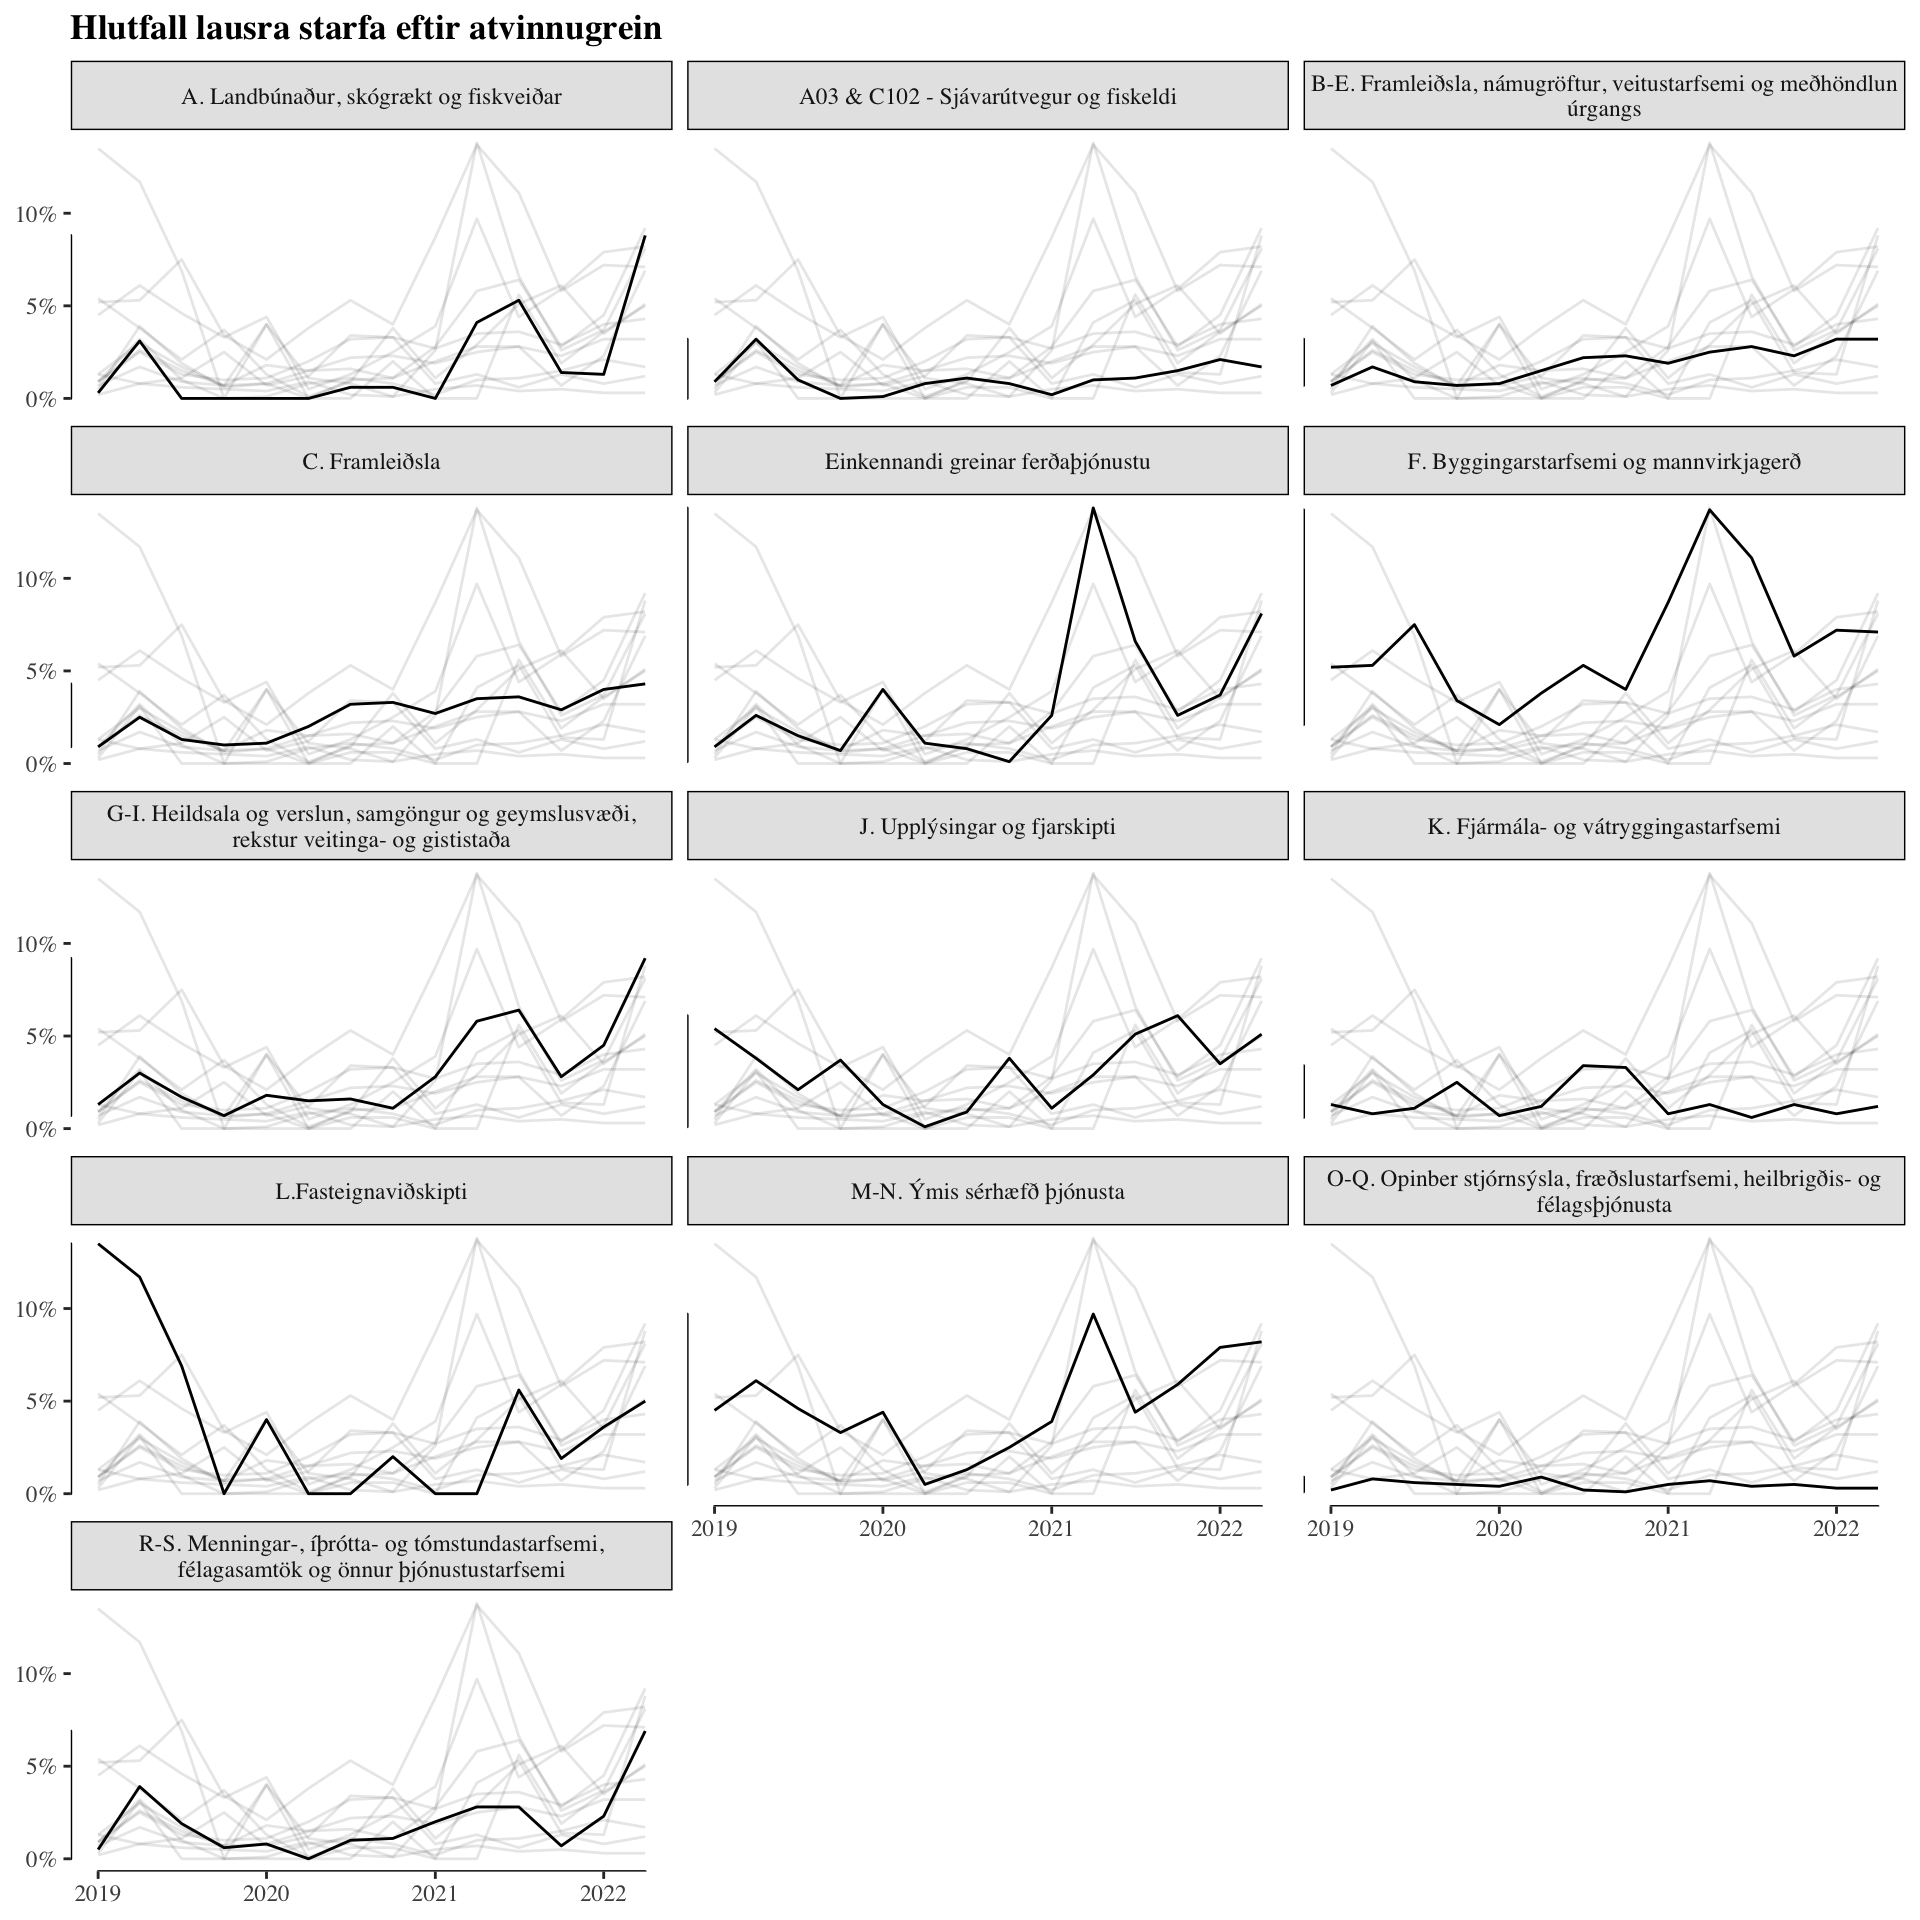 Hlutfall lausra starfa eftir atvinnugrein
A. Landbúnaður, skógrækt og fiskveiðar
A03 & C102 - Sjávarútvegur og fiskeldi
B-E. Framleiðsla, námugröftur, veitustarfsemi og meðhöndlun
úrgangs
10%
5%
0%
C. Framleiðsla
Einkennandi greinar ferðaþjónustu
F. Byggingarstarfsemi og mannvirkjagerð
10%
5%
0%
G-I. Heildsala og verslun, samgöngur og geymslusvæði,
rekstur veitinga- og gististaða
J. Upplýsingar og fjarskipti
K. Fjármála- og vátryggingastarfsemi
10%
5%
0%
L.Fasteignaviðskipti
M-N. Ýmis sérhæfð þjónusta
O-Q. Opinber stjórnsýsla, fræðslustarfsemi, heilbrigðis- og
félagsþjónusta
10%
5%
0%
2019 2020 2021 2022
2019 2020 2021 2022
R-S. Menningar-, íþrótta- og tómstundastarfsemi,
félagasamtök og önnur þjónustustarfsemi
10%
5%
0%
2019 2020 2021 2022